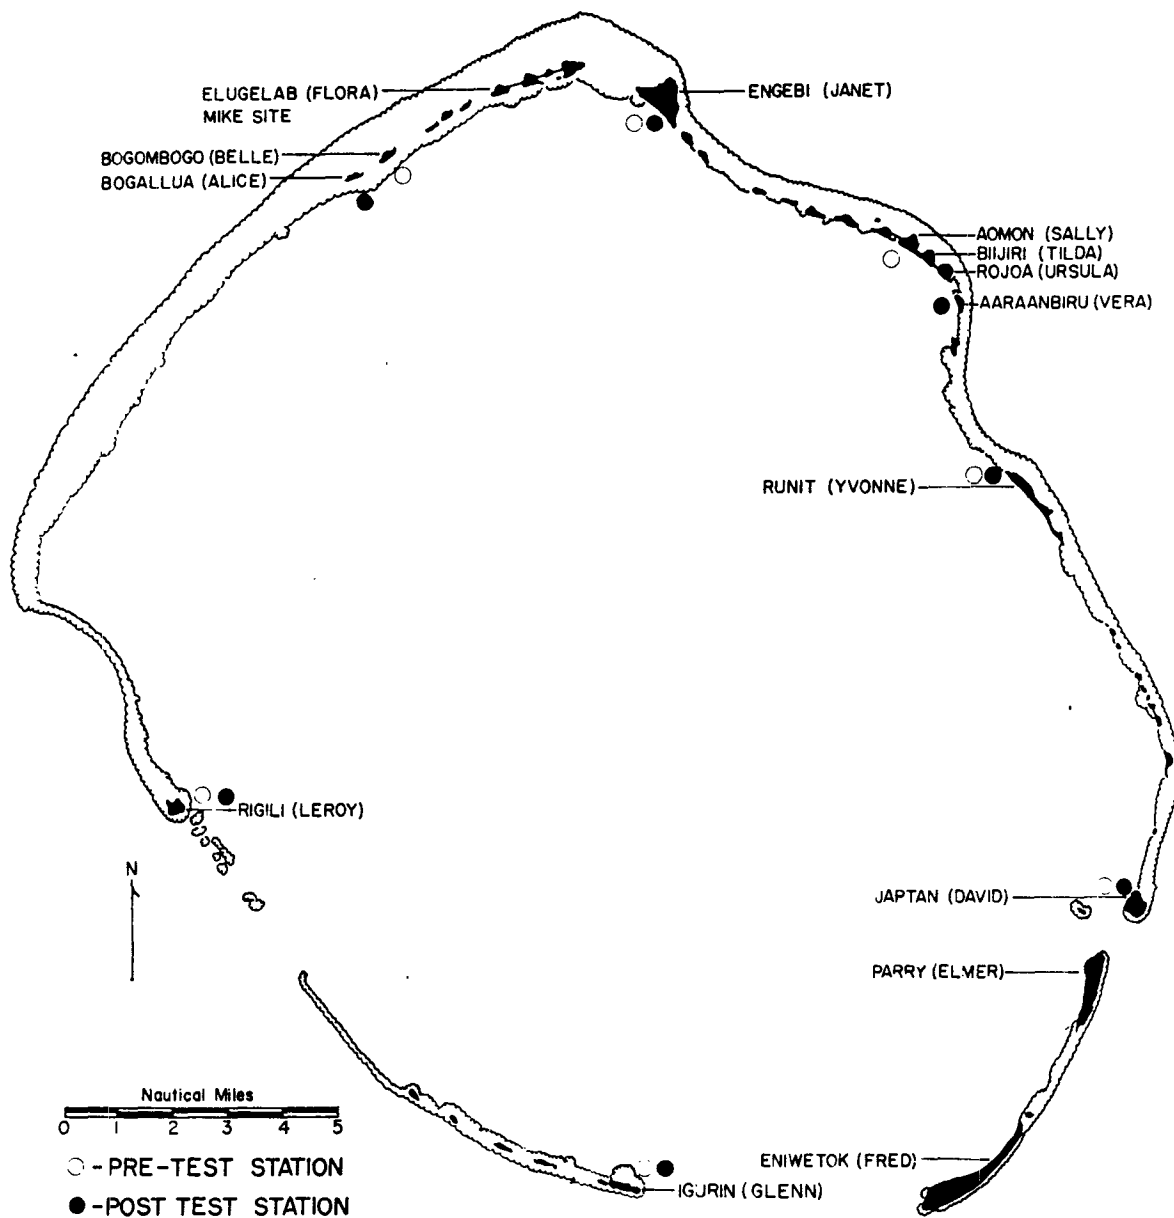 ELUGELAB (FLORA)
MIKE SITE
ENGEBI (JANET)
BOGOMBOGO (BELLE)
BOGALLUA (ALICE)
AOMON (SALLY)
BIIJIRI (TILDA)
ROJOA (URSULA)
AARAANBIRU (VERA)
RUNIT (YVONNE)
RIGILI (LEROY)
N
JAPTAN (DAVID)
PARRY (ELMER)
Nautical Miles
0 1 2 3 4 5
-PRE-TEST STATION
ENIWETOK (FRED)
IGURIN (GLENN)
-POST TEST STATION